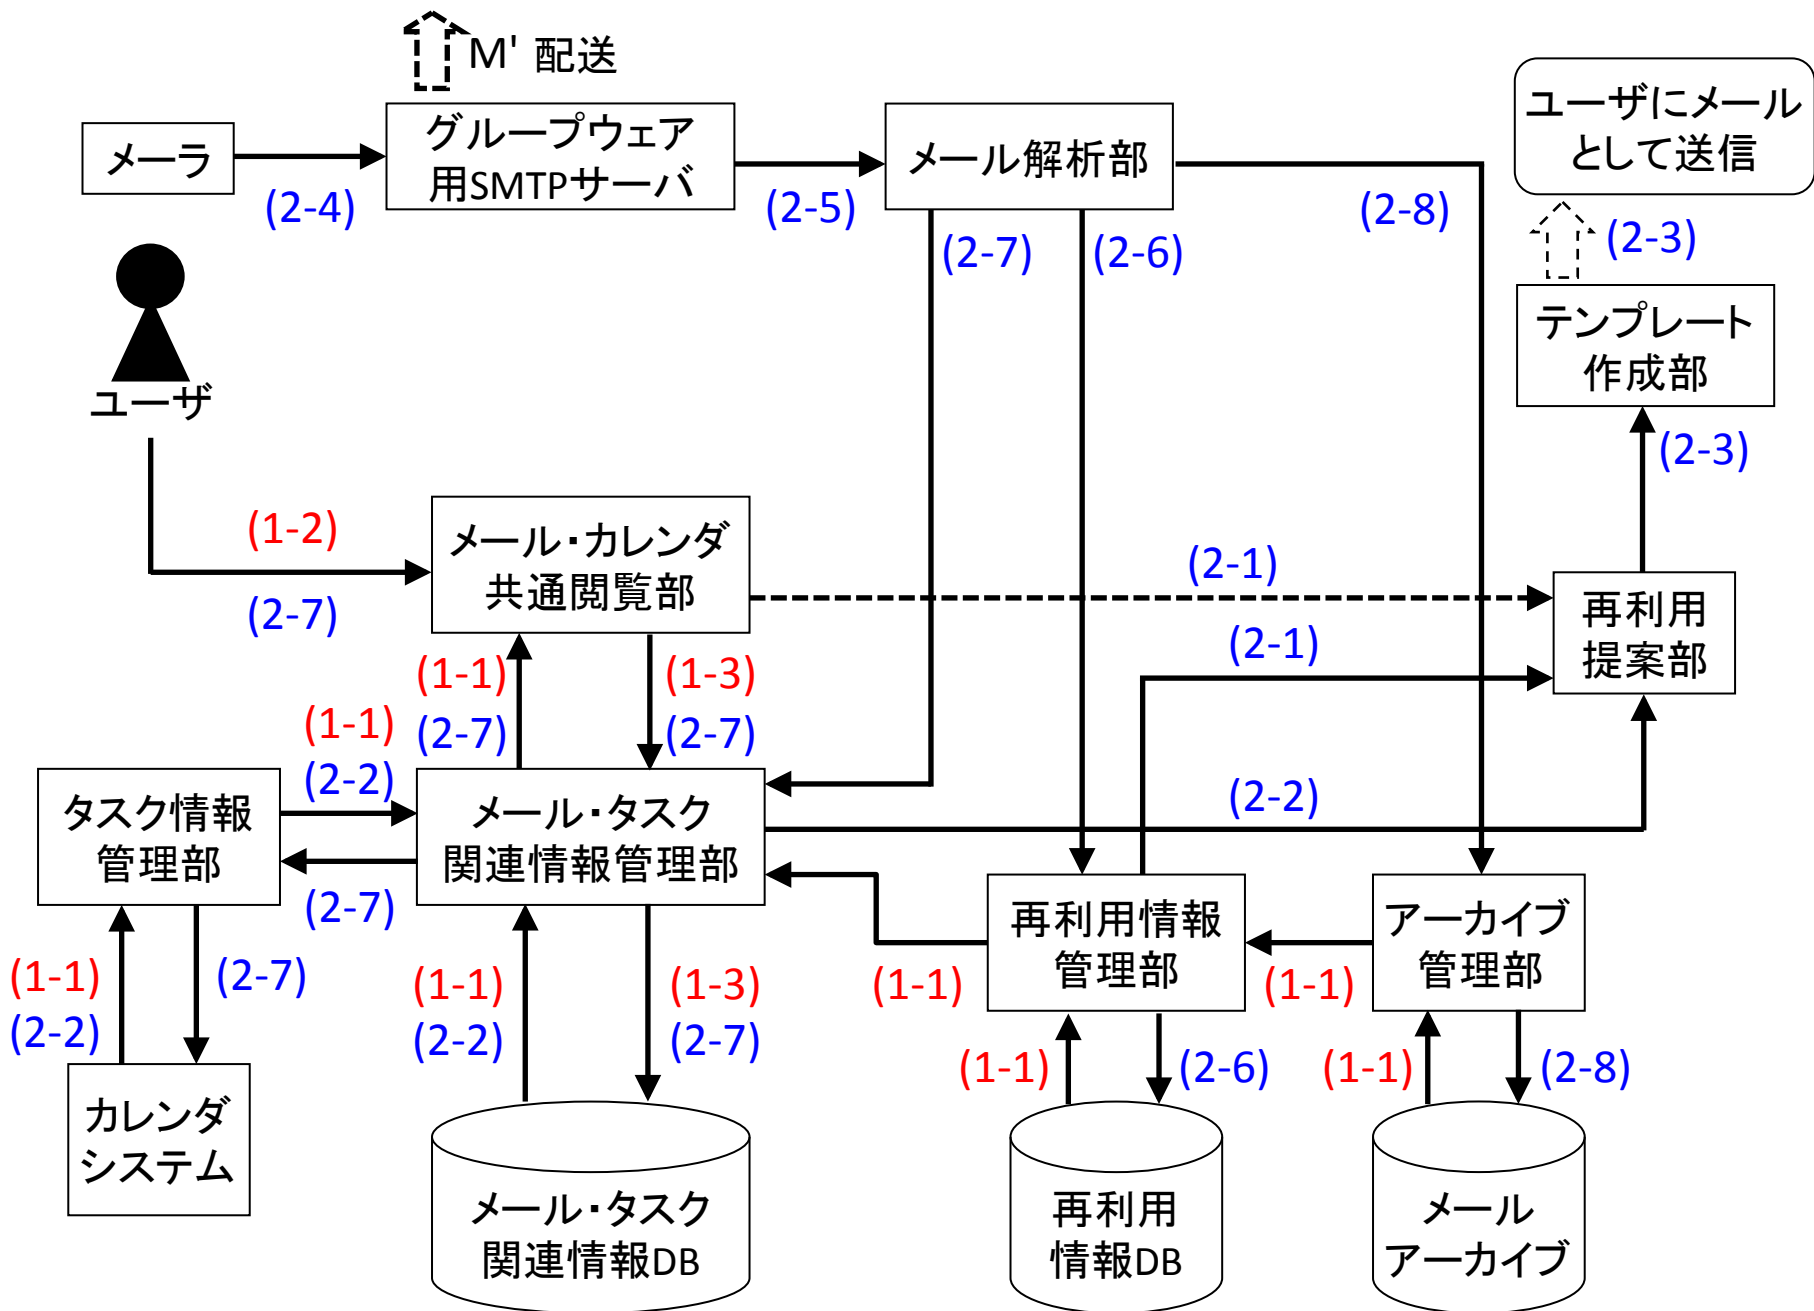 M' 配送
メーラ
(2-4)
グループウェア
用SMTPサーバ
(2-5)
メール解析部
(2-7)
(2-6)
(2-8)
ユーザにメール
として送信
(2-3)
テンプレート
作成部
(2-3)
ユーザ
(1-2)
(2-7)
メール・カレンダ
共通閲覧部
(2-1)
(2-1)
再利用
提案部
(1-1)
(2-7)
(1-3)
(2-7)
(1-1)
(2-2)
タスク情報
管理部
(2-7)
メール・タスク
関連情報管理部
(2-2)
(1-1)
再利用情報
管理部
(1-1)
アーカイブ
管理部
(1-1)
(2-2)
(2-7)
(1-1)
(2-2)
(1-3)
(2-7)
(1-1)
(2-6)
(1-1)
(2-8)
カレンダ
システム
メール・タスク
関連情報DB
再利用
情報DB
メール
アーカイブ